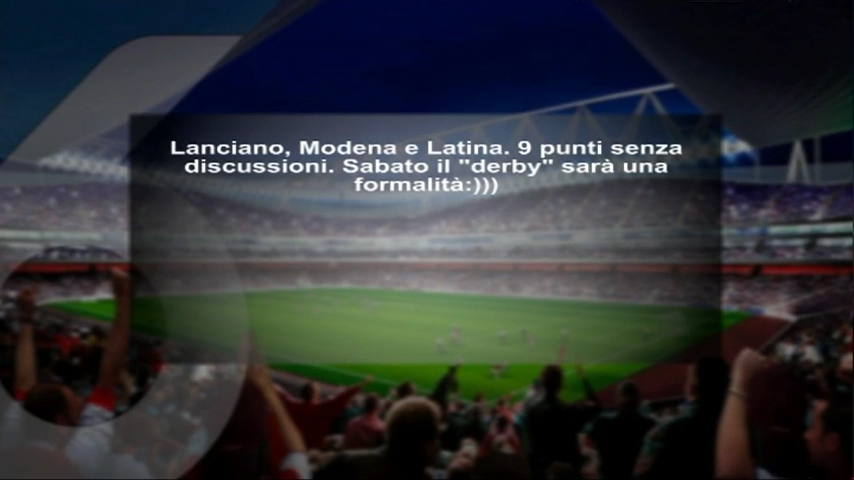 Lanciano, Modena e Latina. 9 punti senza
discussioni. Sabato il "derby" sarà una
formalità:)))